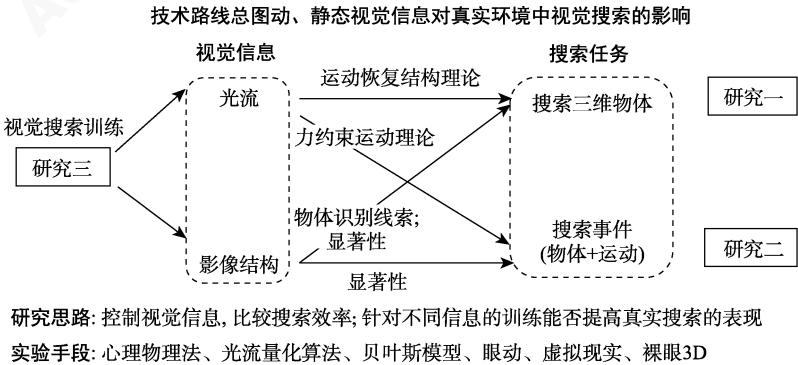 技术路线总图动、静态视觉信息对真实环境中视觉搜索的影响
视觉信息
搜索任务
光流
运动恢复结构理论
搜索三维物体
研究一
视觉搜索训练
力约束运动理论
研究三
物体识别线索;
显著性
搜索事件
(物体+运动)
研究二
影像结构
显著性
研究思路: 控制视觉信息, 比较搜索效率; 针对不同信息的训练能否提高真实搜索的表现
实验手段: 心理物理法、光流量化算法、贝叶斯模型、眼动、虚拟现实、裸眼3D